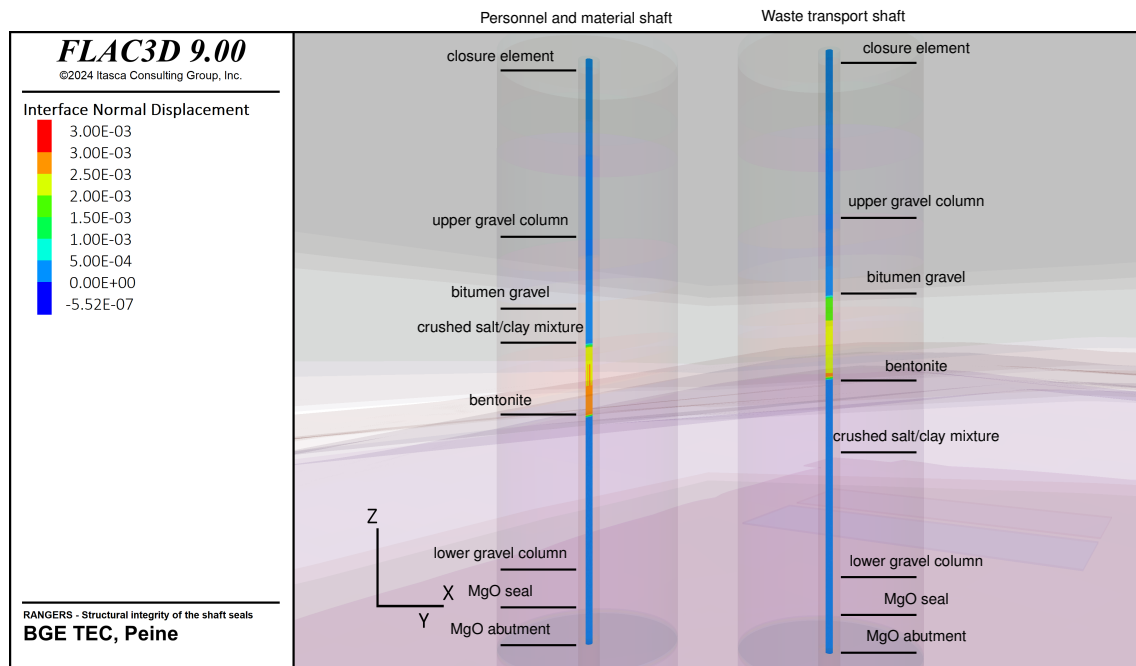 Personnel and material shaft
Waste transport shaft
FLAC3D 9.00
©2024 Itasca Consulting Group, Inc.
Interface Normal Displacement
3.00E-03
3.00E-03
2.50E-03
2.00E-03
1.50E-03
1.00E-03
5.00E-04
0.00E+00
-5.52E-07
RANGERS - Structural integrity of the shaft seals
BGE TEC, Peine
closure element
upper gravel column
bitumen gravel
crushed salt/clay mixture
bentonite
lower gravel column
MgO seal
MgO abutment
Z
X
Y
closure element
upper gravel column
bitumen gravel
bentonite
crushed salt/clay mixture
lower gravel column
MgO seal
MgO abutment